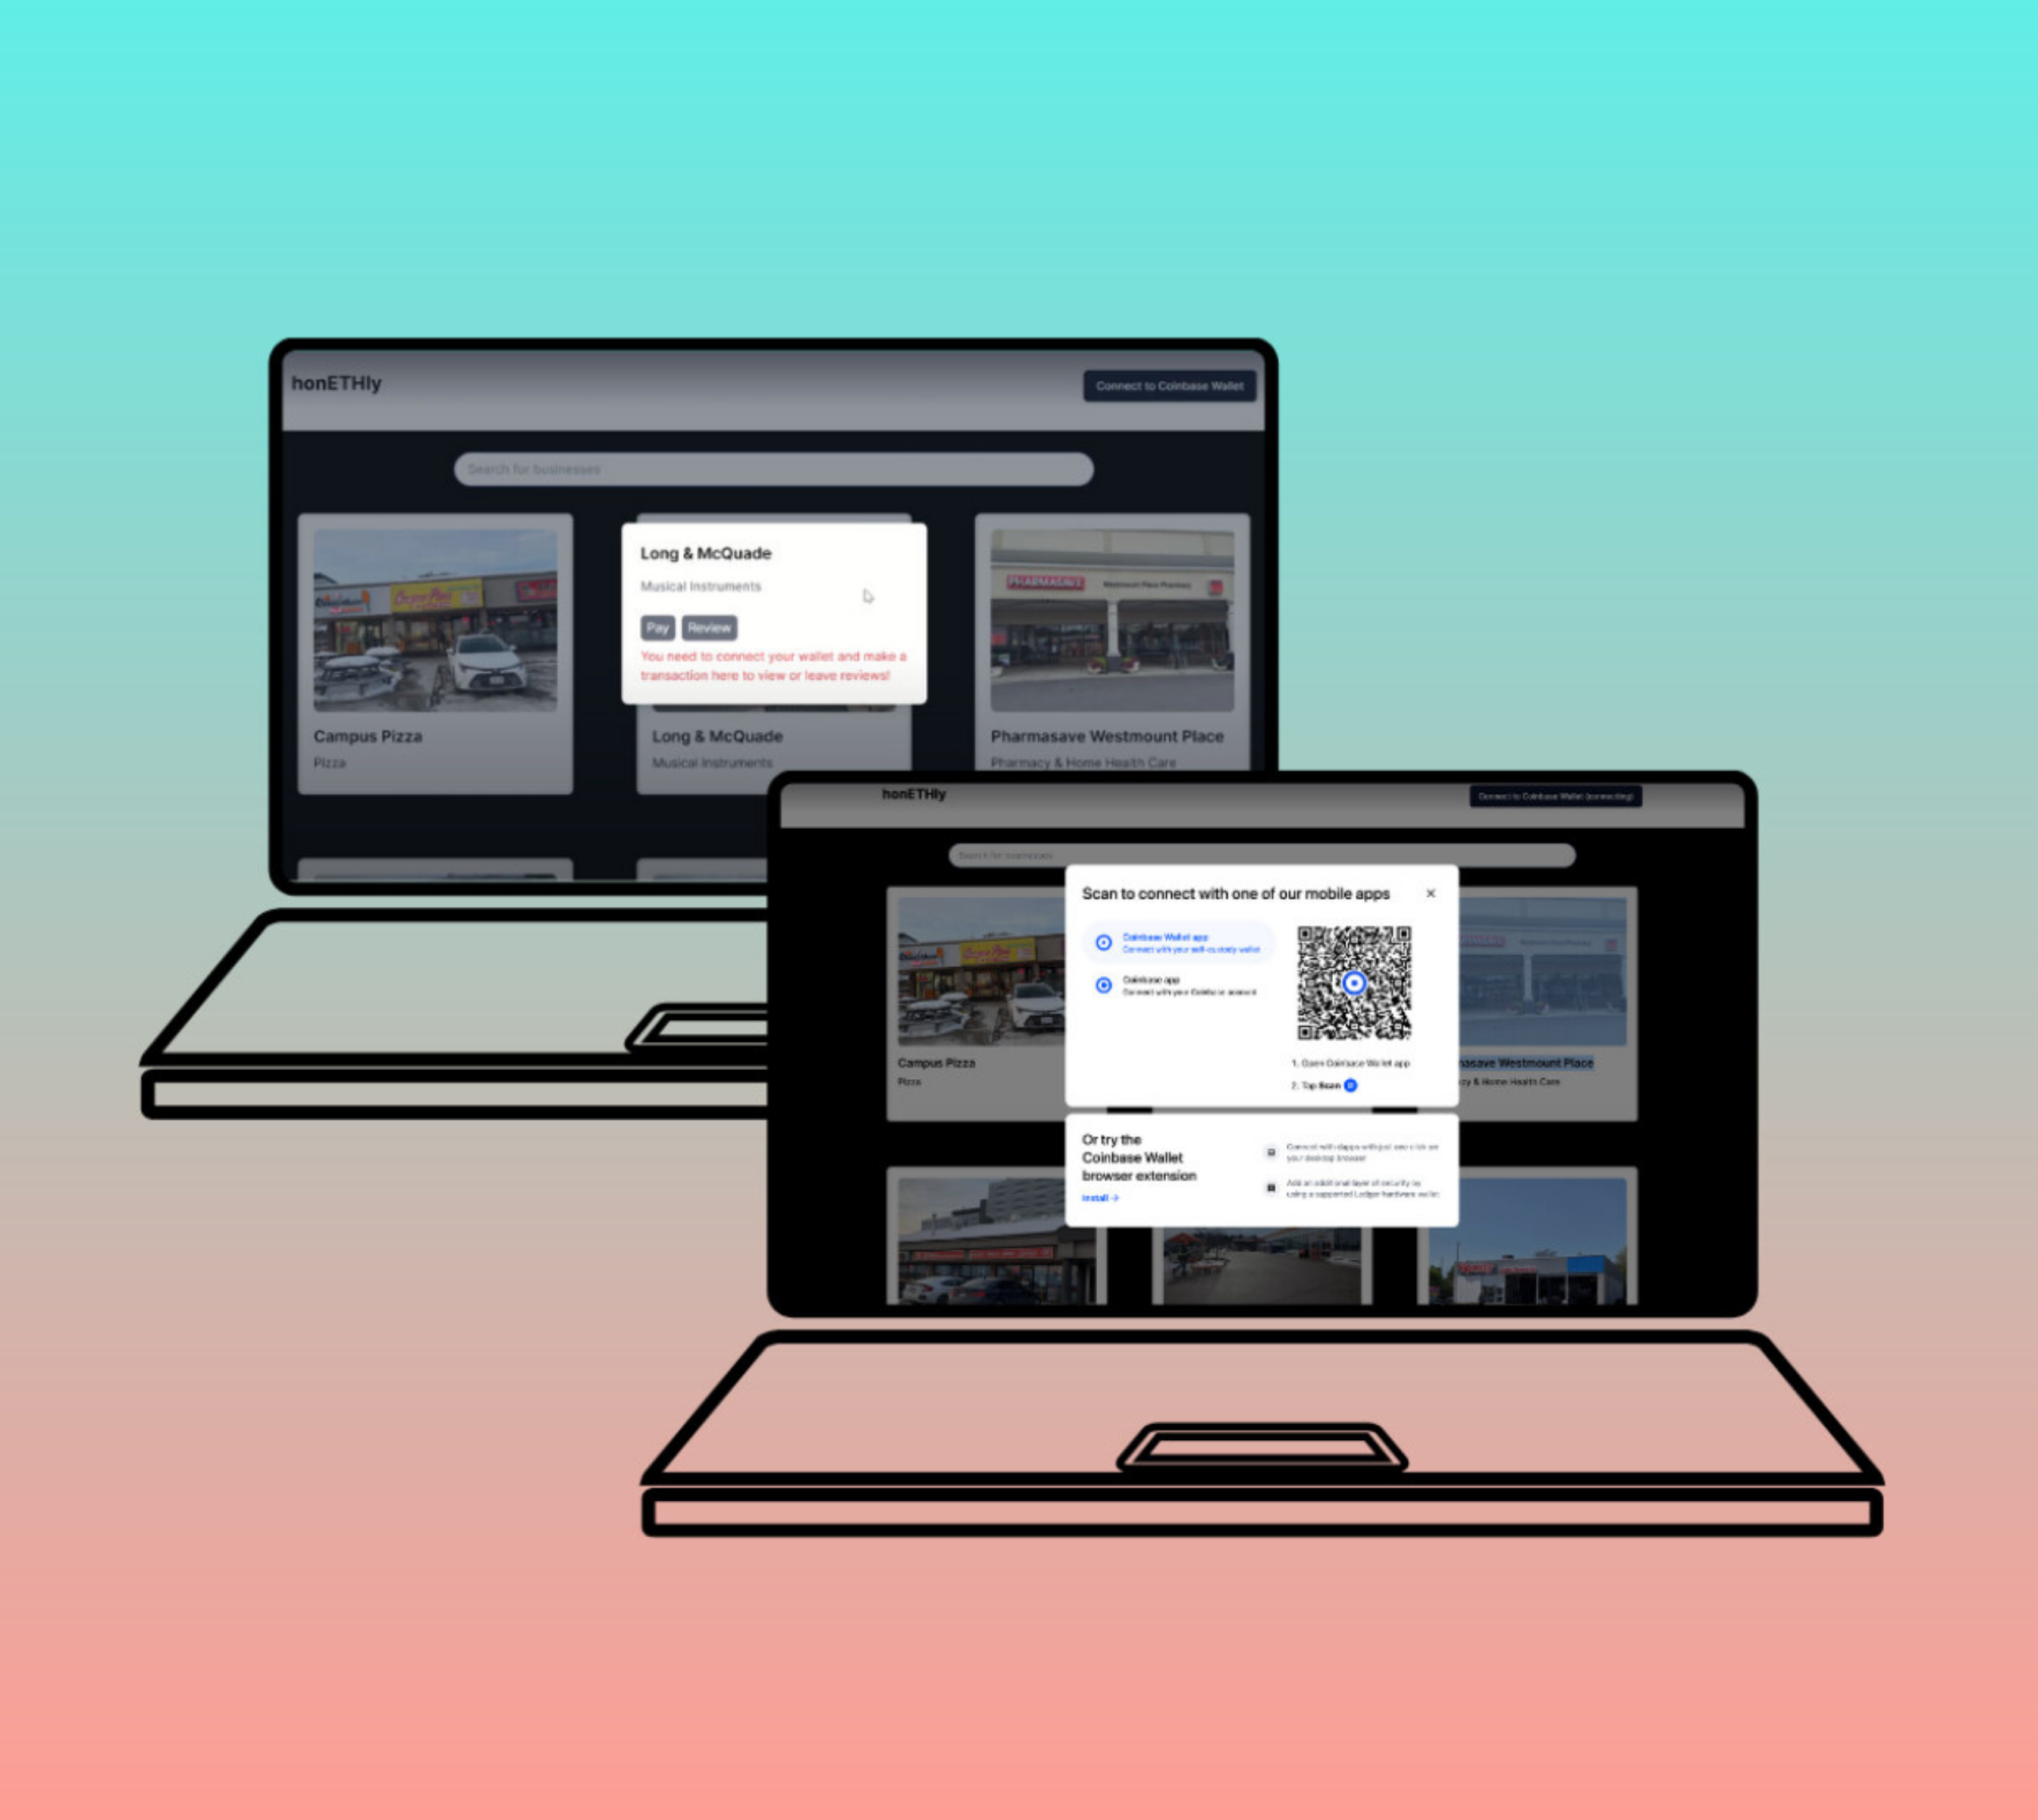 honETHly
Connect to Coinbase Wallet
Search for businesses
Long & McQuade
Musical Instruments
Pay Review
You need to connect your wallet and make a
transaction here to view or leave reviews!
PHARMASAVE Westmount Place Pharmacy
Campus Pizza
Pizza
Long & McQuade
Musical Instruments
Pharmasave Westmount Place
Pharmacy & Home Health Care
honETHly
Connect to Coinbase Wallet (connecting)
Search for businesses
Scan to connect with one of our mobile apps
Coinbase Wallet app
Connect with your self-custody wallet
Coinbase app
Connect with your Coinbase account
1. Open Coinbase Wallet app
2. Tap Scan
Campus Pizza
Pizza
masave Westmount Place
cy & Home Health Care
Or try the
Coinbase Wallet
browser extension
Install →
Connect with dapps with just one click on
your desktop browser
Add an additional layer of security by
using a supported Ledger hardware wallet